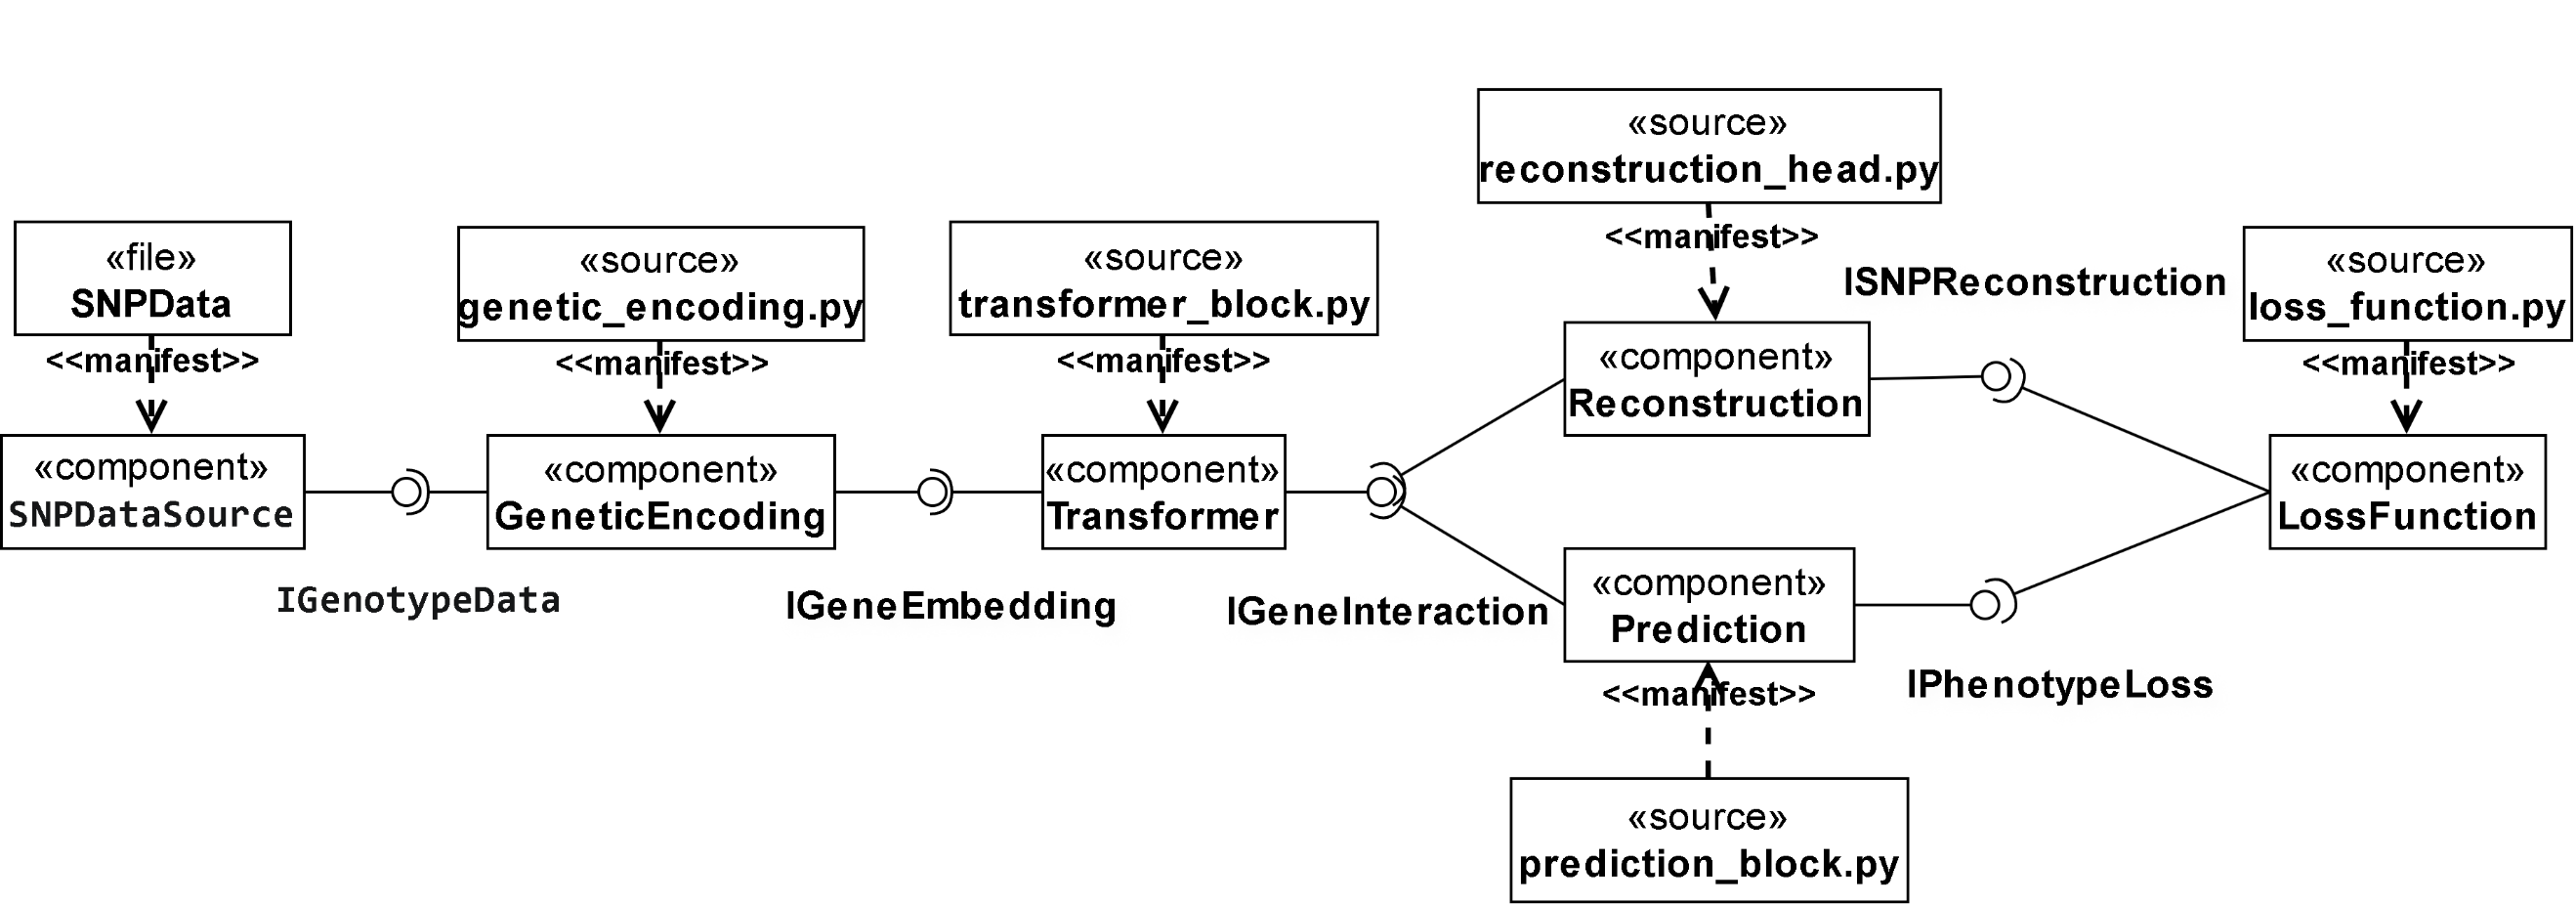 «source»
reconstruction_head.py
<<manifest>>
«file»
SNPData
<<manifest>>
«source»
genetic_encoding.py
<<manifest>>
«source»
transformer_block.py
<<manifest>>
ISNPReconstruction
«source»
loss_function.py
<<manifest>>
«component»
Reconstruction
«component»
SNPDataSource
«component»
GeneticEncoding
«component»
Transformer
«component»
LossFunction
IGenotypeData
IGeneEmbedding
IGeneInteraction
«component»
Prediction
<<manifest>>
IPhenotypeLoss
«source»
prediction_block.py